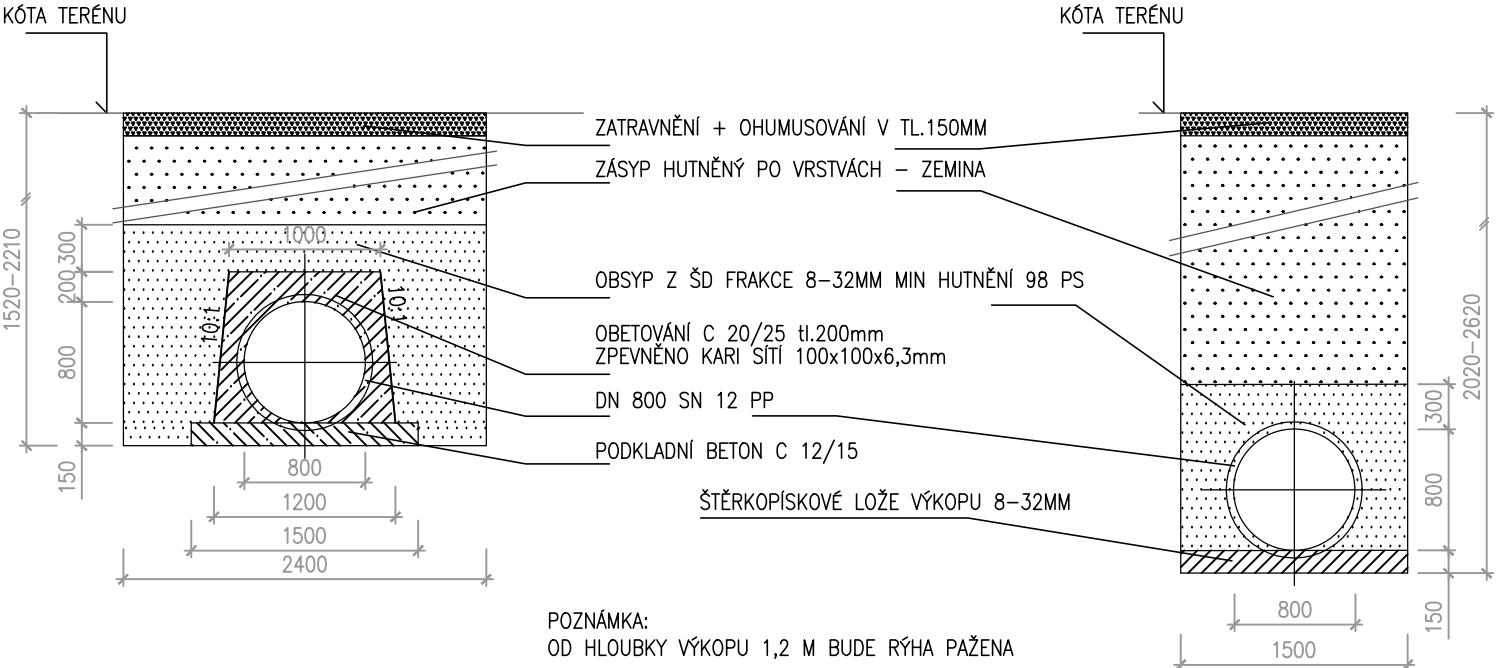 KÓTA TERÉNU
KÓTA TERÉNU
ZATRAVNĚNÍ + OHUMUSOVÁNÍ V TL.150MM
ZÁSYP HUTNĚNÝ PO VRSTVÁCH – ZEMINA
OBSYP Z ŠD FRAKCE 8–32MM MIN HUTNĚNÍ 98 PS
OBETOVÁNÍ C 20/25 tl.200mm
ZPEVNĚNO KARI SÍTÍ 100x100x6,3mm
DN 800 SN 12 PP
PODKLADNÍ BETON C 12/15
ŠTĚRKOPÍSKOVÉ LOŽE VÝKOPU 8–32MM
1520–2210
300
200
800
150
1000
10:1
10:1
800
1200
1500
2400
2020–2620
300
800
150
800
1500
POZNÁMKA:
OD HLOUBKY VÝKOPU 1,2 M BUDE RÝHA PAŽENA